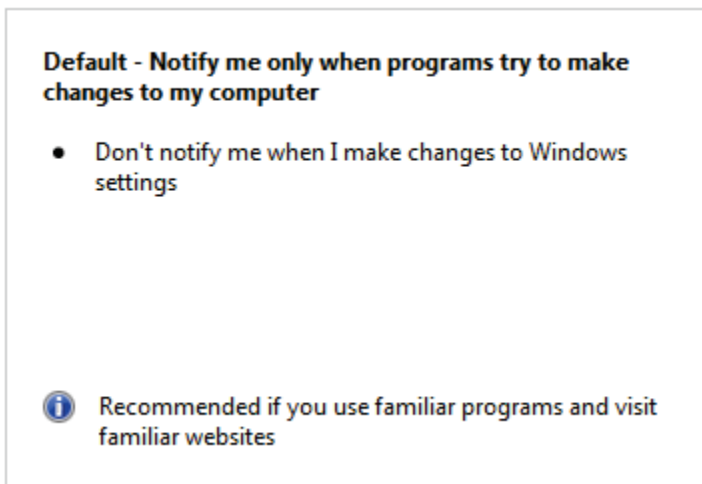 Default - Notify me only when programs try to make
changes to my computer
● Don't notify me when I make changes to Windows
settings
Recommended if you use familiar programs and visit
familiar websites